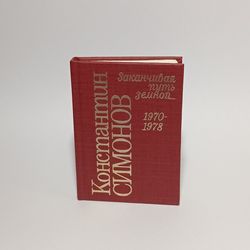 Константин
СИМОНОВ
Заканчивая
путь
земной...
1970-
1978